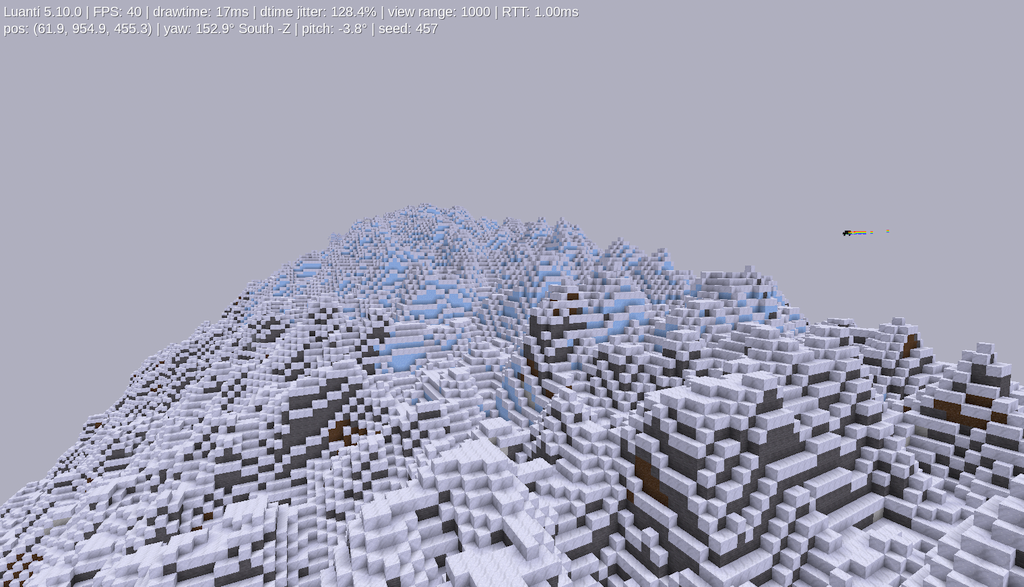 Luanti 5.10.0 | FPS: 40 | drawtime: 17ms | dtime jitter: 128.4% | view range: 1000 | RTT: 1.00ms
pos: (61.9, 954.9, 455.3) | yaw: 152.9° South -Z | pitch: -3.8° | seed: 457